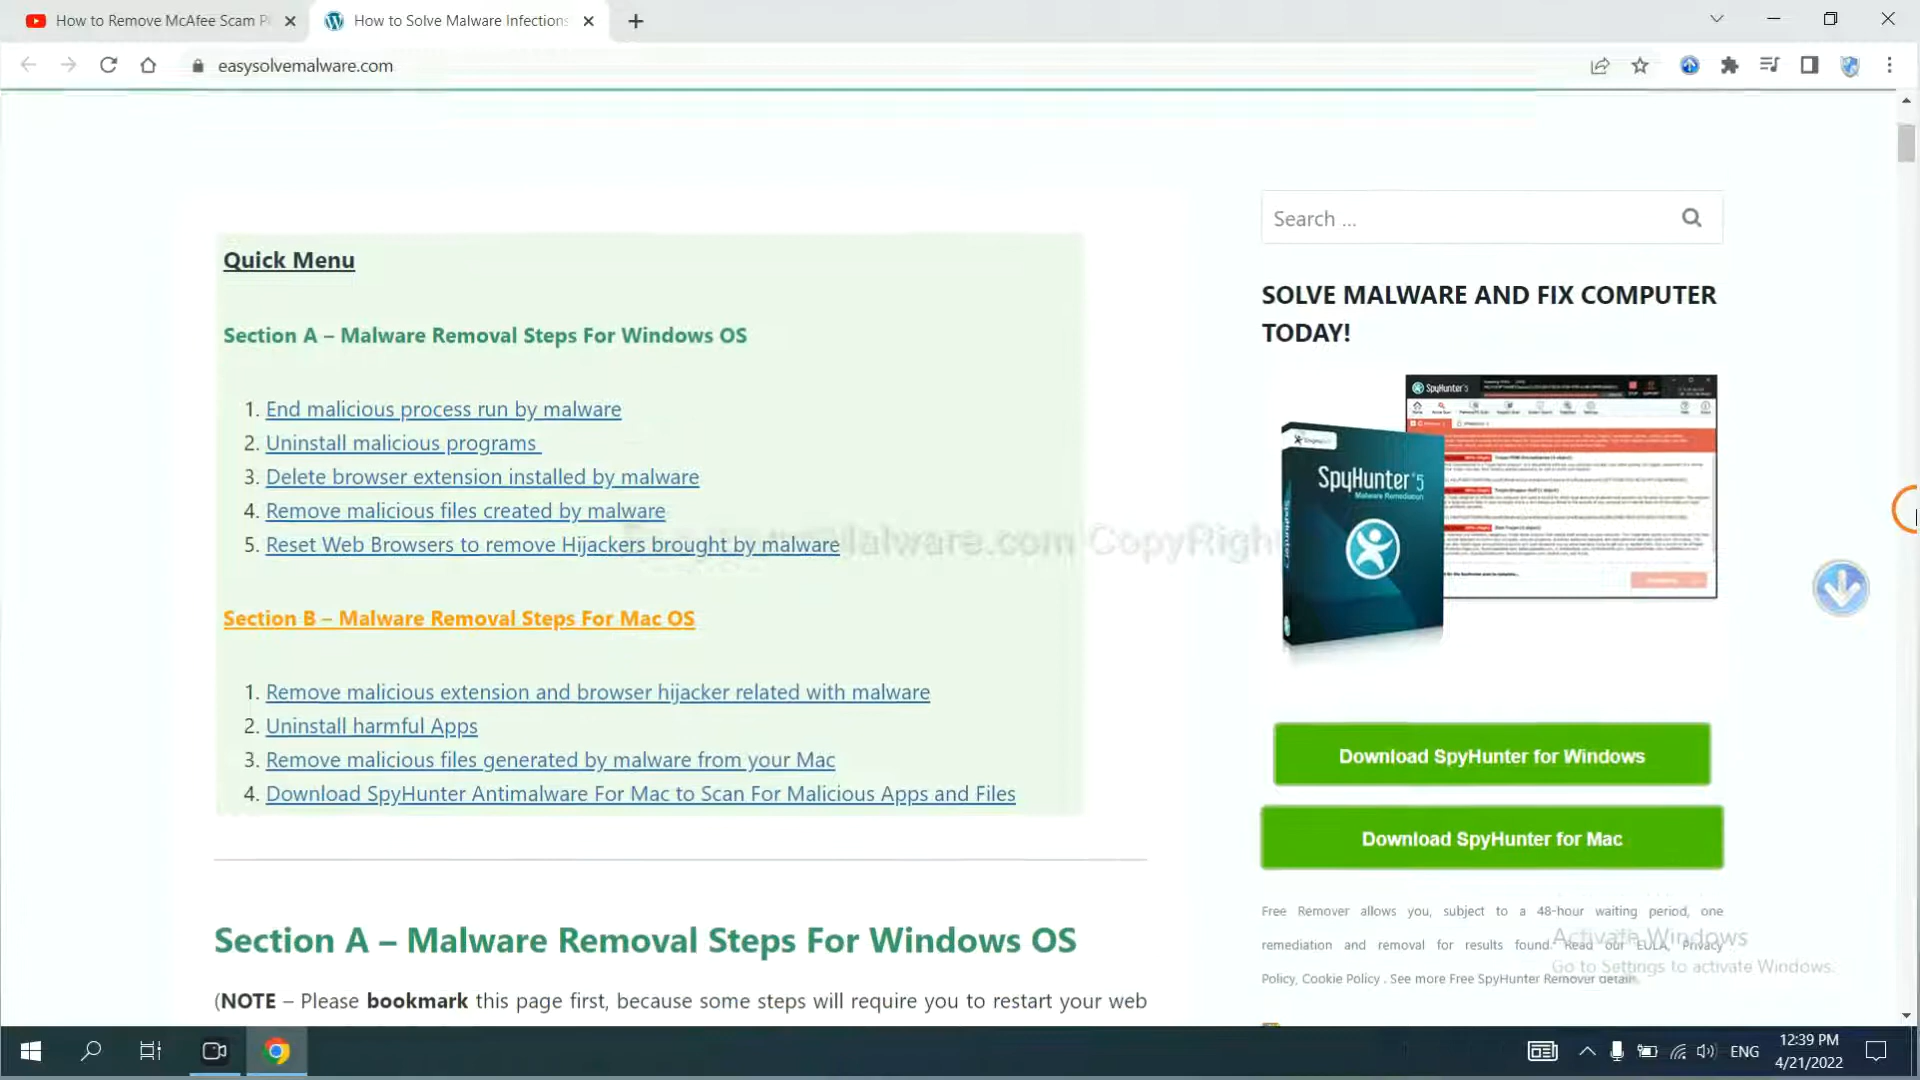 How to Remove McAfee Scam P
How to Solve Malware Infections
easysolvemalware.com
Search ...
Quick Menu
Section A – Malware Removal Steps For Windows OS
1. End malicious process run by malware
2. Uninstall malicious programs
3. Delete browser extension installed by malware
4. Remove malicious files created by malware
5. Reset Web Browsers to remove Hijackers brought by malware
Section B – Malware Removal Steps For Mac OS
1. Remove malicious extension and browser hijacker related with malware
2. Uninstall harmful Apps
3. Remove malicious files generated by malware from your Mac
4. Download SpyHunter Antimalware For Mac to Scan For Malicious Apps and Files
Section A – Malware Removal Steps For Windows OS
(NOTE – Please bookmark this page first, because some steps will require you to restart your web
SOLVE MALWARE AND FIX COMPUTER
TODAY!
SpyHunter 5
SpyHunter 5
Malware Remediation
Download SpyHunter for Windows
Download SpyHunter for Mac
Free Remover allows you, subject to a 48-hour waiting period, one
remediation and removal for results found. Read our EULA, Privacy
Policy, Cookie Policy . See more Free SpyHunter Remover details.
Activate Windows
Go to Settings to activate Windows.
ENG
12:39 PM
4/21/2022